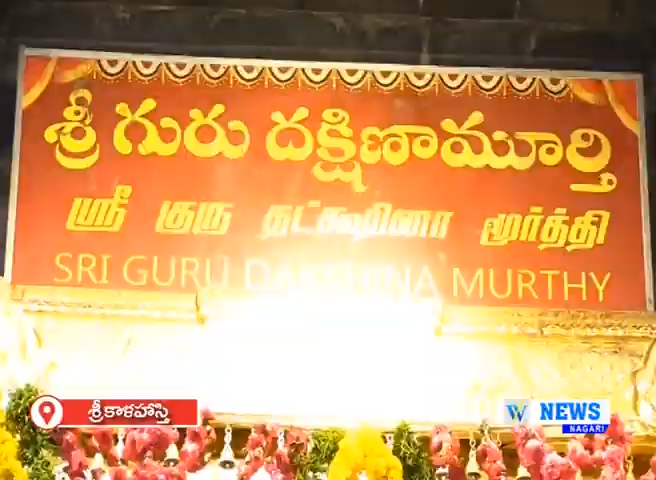 శ్రీ గురు దక్షిణామూర్తి
ஸ்ரீ குரு தட்க்ஷினா மூர்த்தி
SRI GURU DAKSHINA MURTHY
శ్రీకాళహస్తి
W NEWS
NAGARI